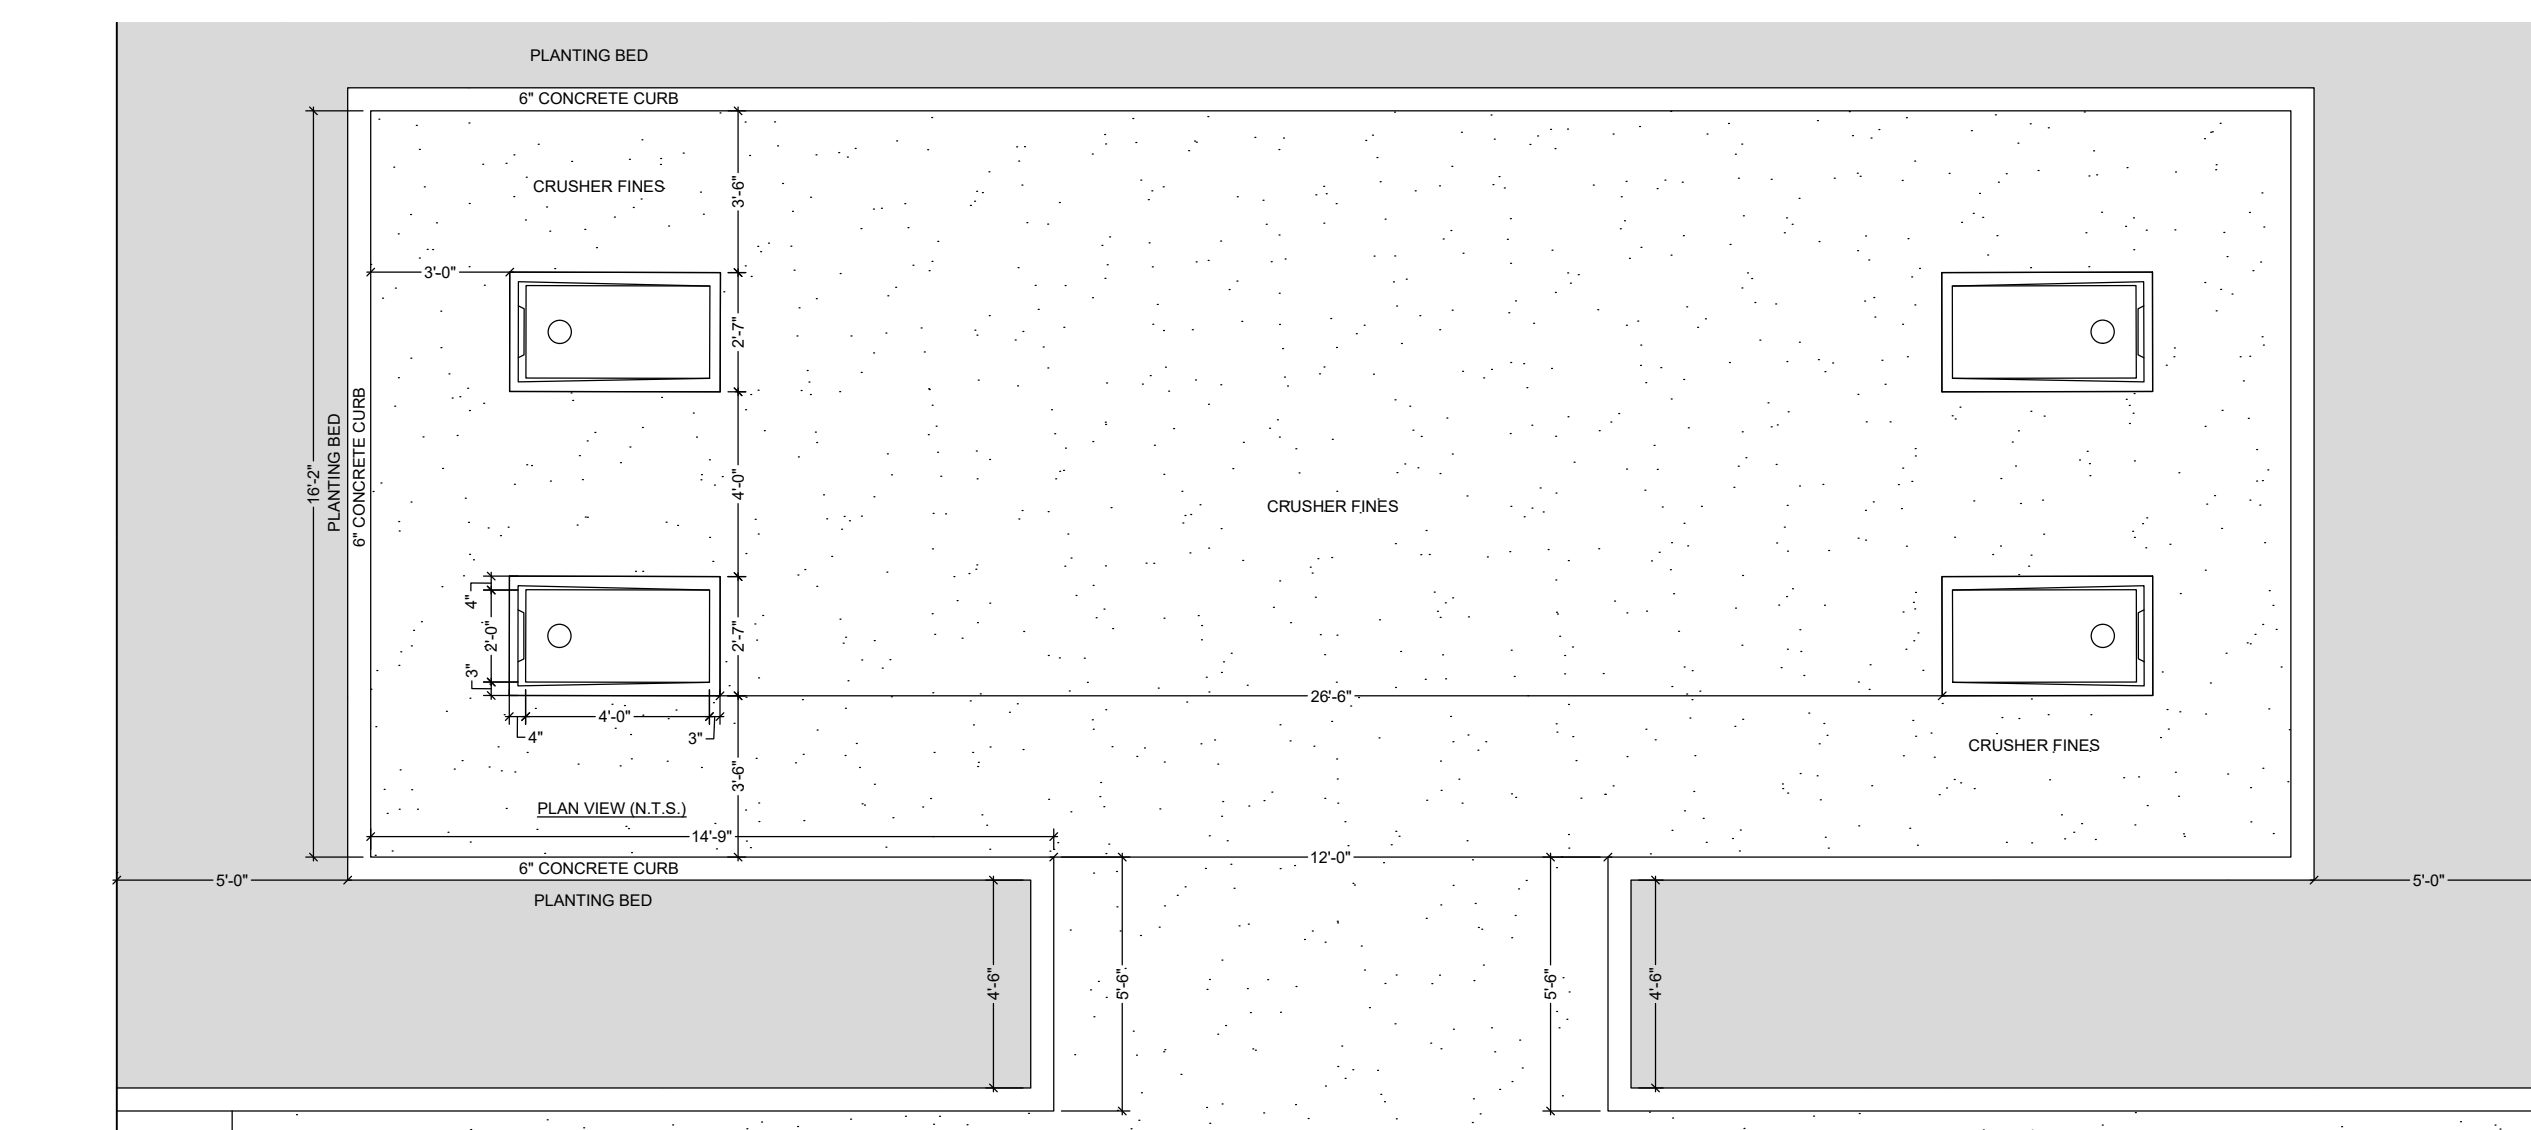 PLANTING BED
6" CONCRETE CURB
CRUSHER FINES
3'-6"
3'-0"
2'-7"
16'-2"
PLANTING BED
6" CONCRETE CURB
4'-0"
CRUSHER FINES
4"
2'-0"
3"
2'-7"
26'-6"
4'-0"
4"
3"
CRUSHER FINES
3'-6"
PLAN VIEW (N.T.S.)
14'-9"
12'-0"
6" CONCRETE CURB
5'-0"
5'-0"
PLANTING BED
4'-6"
5'-6"
5'-6"
4'-6"